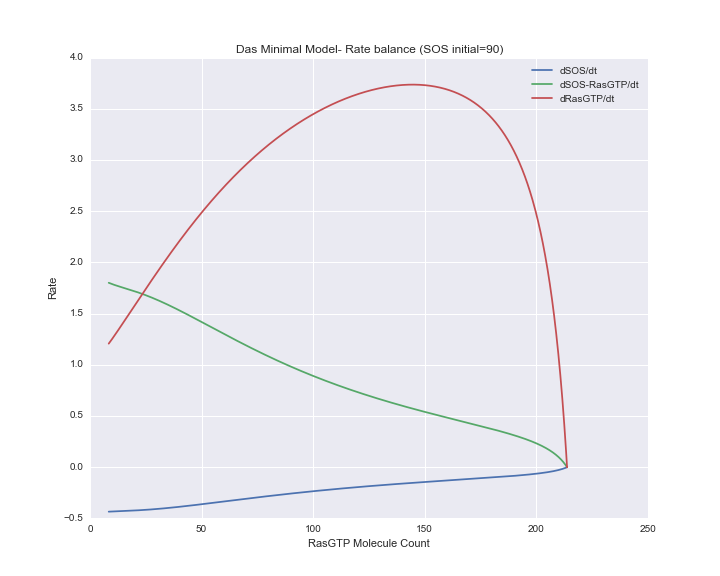 Das Minimal Model- Rate balance (SOS initial=90)
dSOS/dt
dSOS-RasGTP/dt
dRasGTP/dt
4.0
3.5
3.0
2.5
2.0
1.5
1.0
0.5
0.0
−0.5
Rate
0 50 100 150 200 250
RasGTP Molecule Count